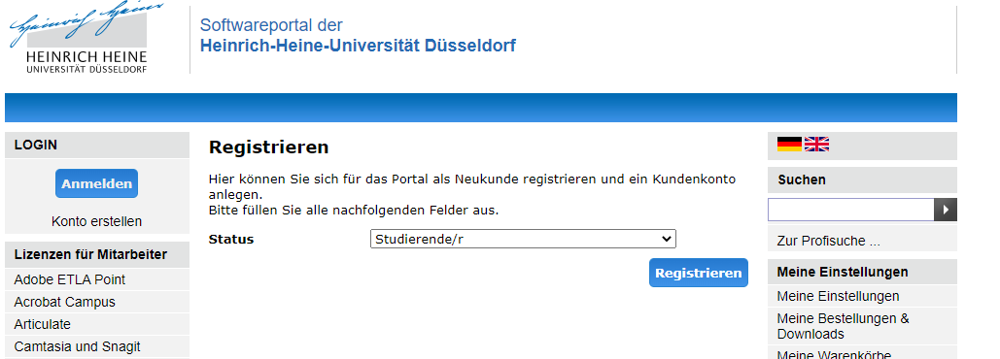 Heinrich Heine
HEINRICH HEINE
UNIVERSITÄT DÜSSELDORF
Softwareportal der
Heinrich-Heine-Universität Düsseldorf
LOGIN
Anmelden
Konto erstellen
Lizenzen für Mitarbeiter
Adobe ETLA Point
Acrobat Campus
Articulate
Camtasia und Snagit
Registrieren
Hier können Sie sich für das Portal als Neukunde registrieren und ein Kundenkonto
anlegen.
Bitte füllen Sie alle nachfolgenden Felder aus.
Status
Studierende/r
Registrieren
Suchen
Zur Profisuche ...
Meine Einstellungen
Meine Einstellungen
Meine Bestellungen &
Downloads
Meine Warenkörbe